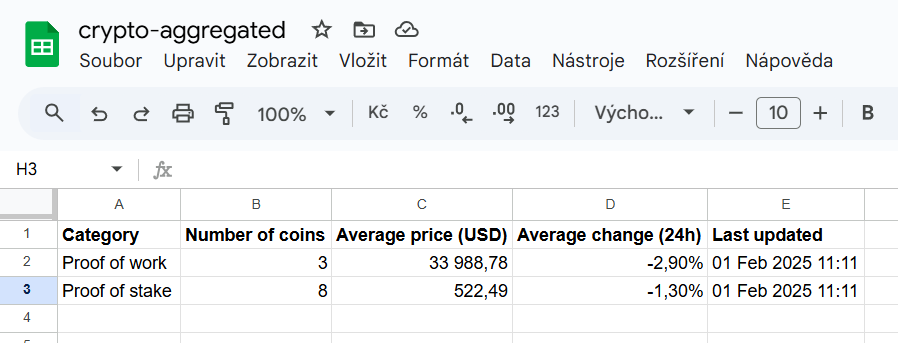 crypto-aggregated
Soubor Upravit Zobrazit Vložit Formát Data Nástroje Rozšíření Nápověda
100% Kč % .0 .00 123 Výcho... − 10 + B
H3 fx
A B C D E
1 Category Number of coins Average price (USD) Average change (24h) Last updated
2 Proof of work 3 33 988,78 -2,90% 01 Feb 2025 11:11
3 Proof of stake 8 522,49 -1,30% 01 Feb 2025 11:11
4